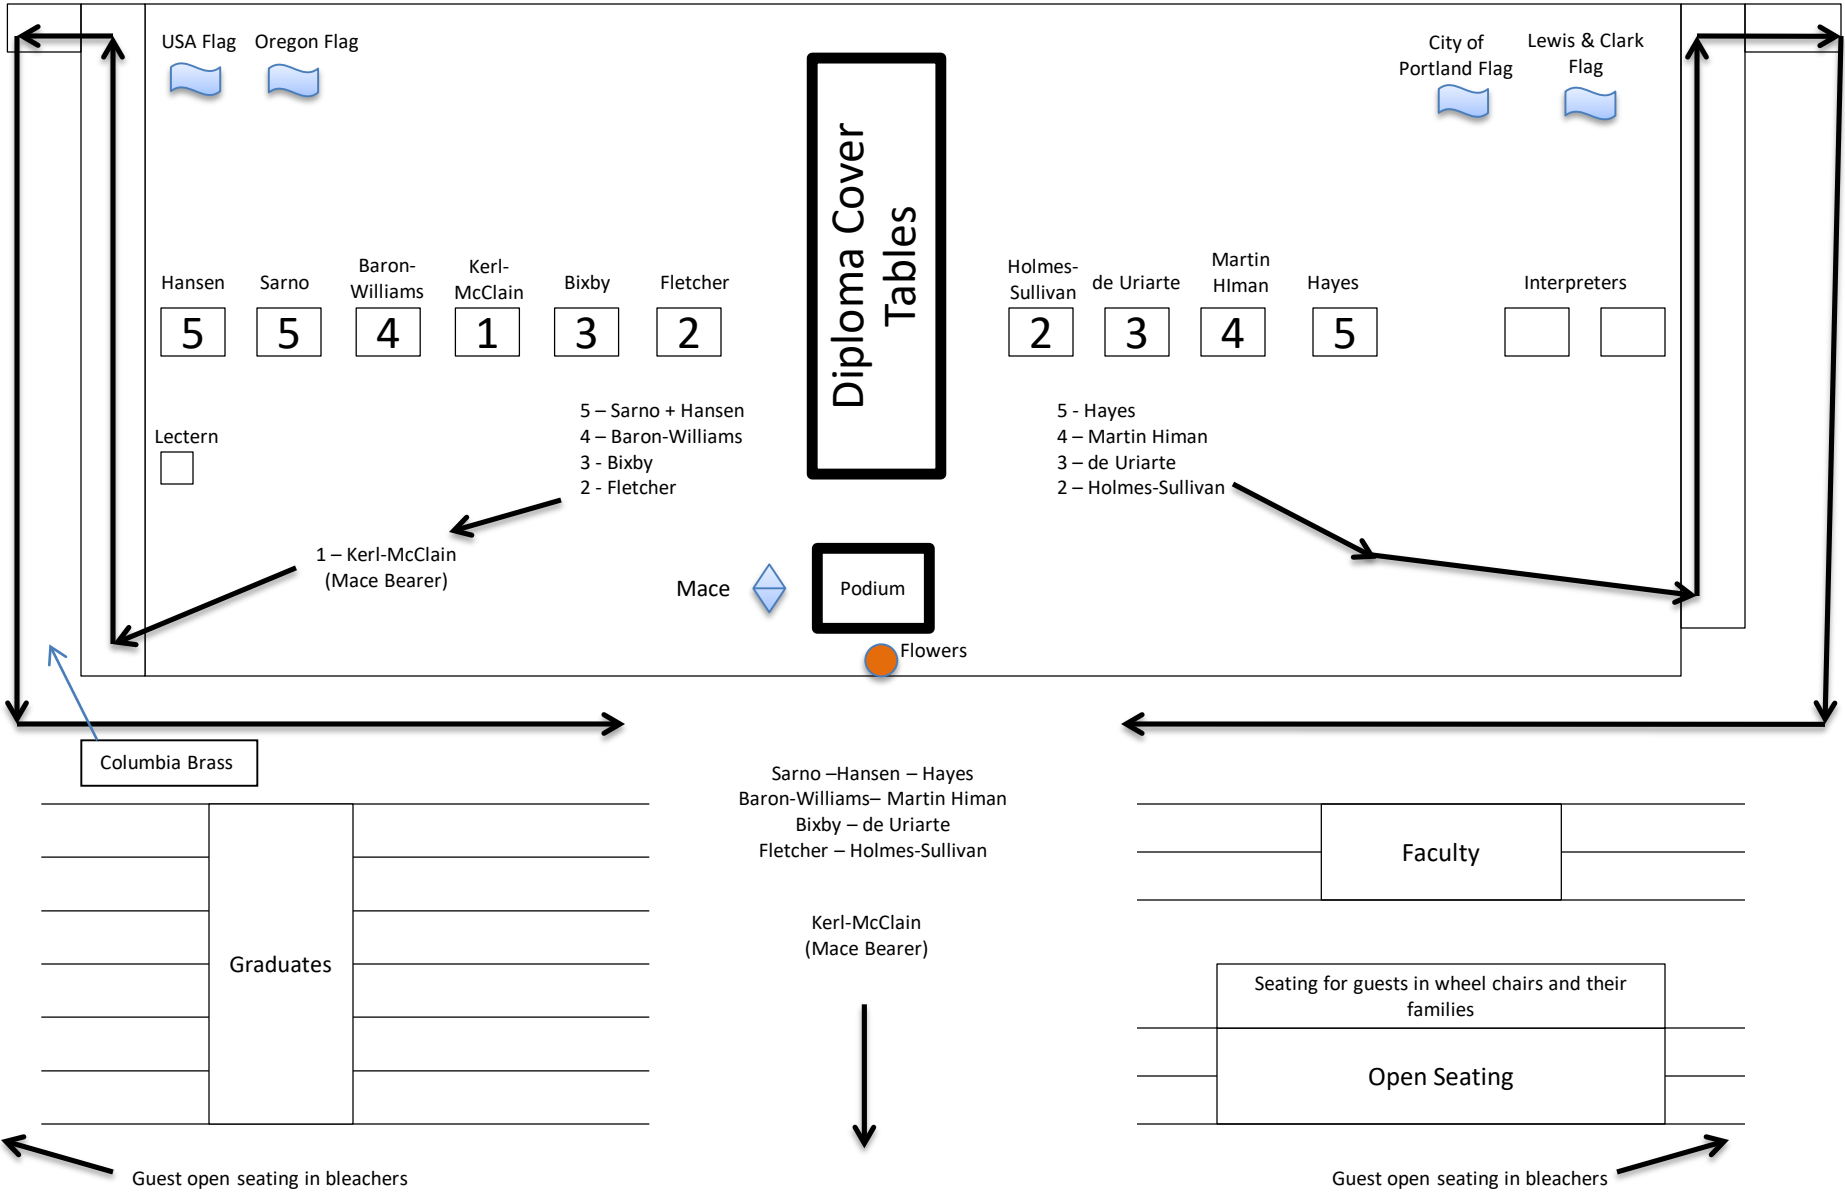 USA Flag
Oregon Flag
City of
Portland Flag
Lewis & Clark
Flag
Diploma Cover
Tables
Hansen
Sarno
Baron-
Williams
Kerl-
McClain
Bixby
Fletcher
Holmes-
Sullivan
de Uriarte
Martin
HIman
Hayes
Interpreters
5
5
4
1
3
2
2
3
4
5
5 – Sarno + Hansen
4 – Baron-Williams
3 - Bixby
2 - Fletcher
5 - Hayes
4 – Martin Himan
3 – de Uriarte
2 – Holmes-Sullivan
Lectern
1 – Kerl-McClain
(Mace Bearer)
Mace
Podium
Flowers
Columbia Brass
Sarno –Hansen – Hayes
Baron-Williams– Martin Himan
Bixby – de Uriarte
Fletcher – Holmes-Sullivan
Kerl-McClain
(Mace Bearer)
Graduates
Faculty
Seating for guests in wheel chairs and their
families
Open Seating
Guest open seating in bleachers
Guest open seating in bleachers